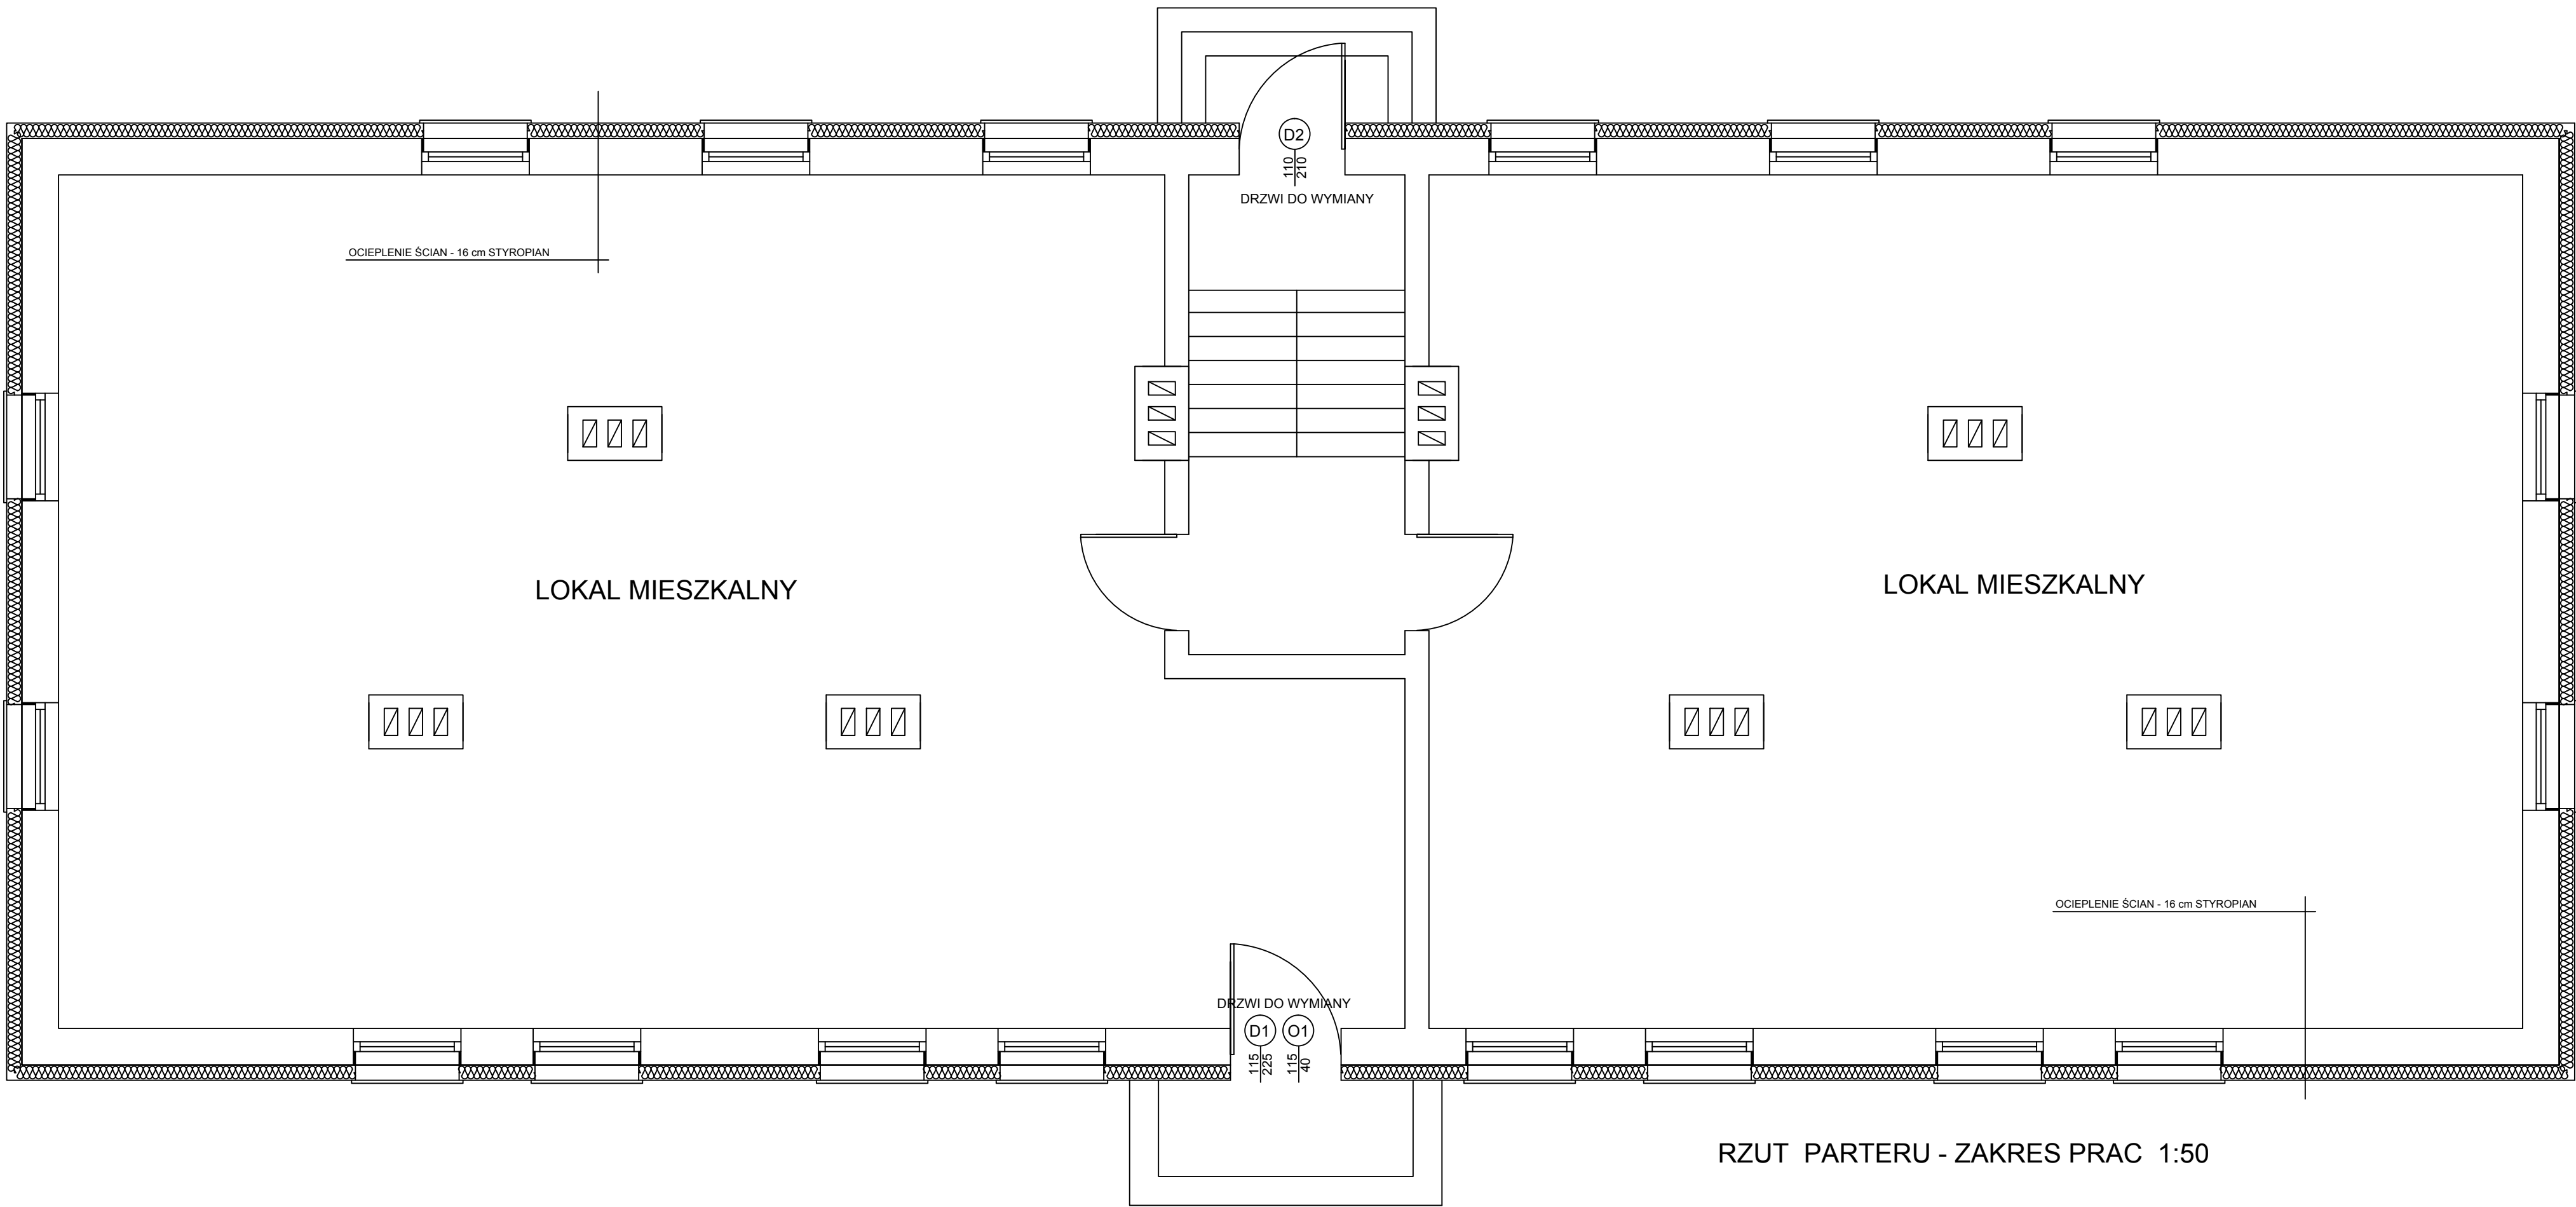 D2
110
210
DRZWI DO WYMIANY
OCIEPLENIE ŚCIAN - 16 cm STYROPIAN
LOKAL MIESZKALNY
LOKAL MIESZKALNY
OCIEPLENIE ŚCIAN - 16 cm STYROPIAN
DRZWI DO WYMIANY
D1 O1
115
225
115
40
RZUT PARTERU - ZAKRES PRAC 1:50